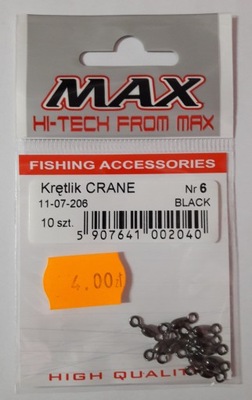 MAX
HI-TECH FROM MAX
FISHING ACCESSORIES
Krętlik CRANE Nr 6
11-07-206 BLACK
10 szt.
5 907641 002040
4,00zł
HIGH QUALITY